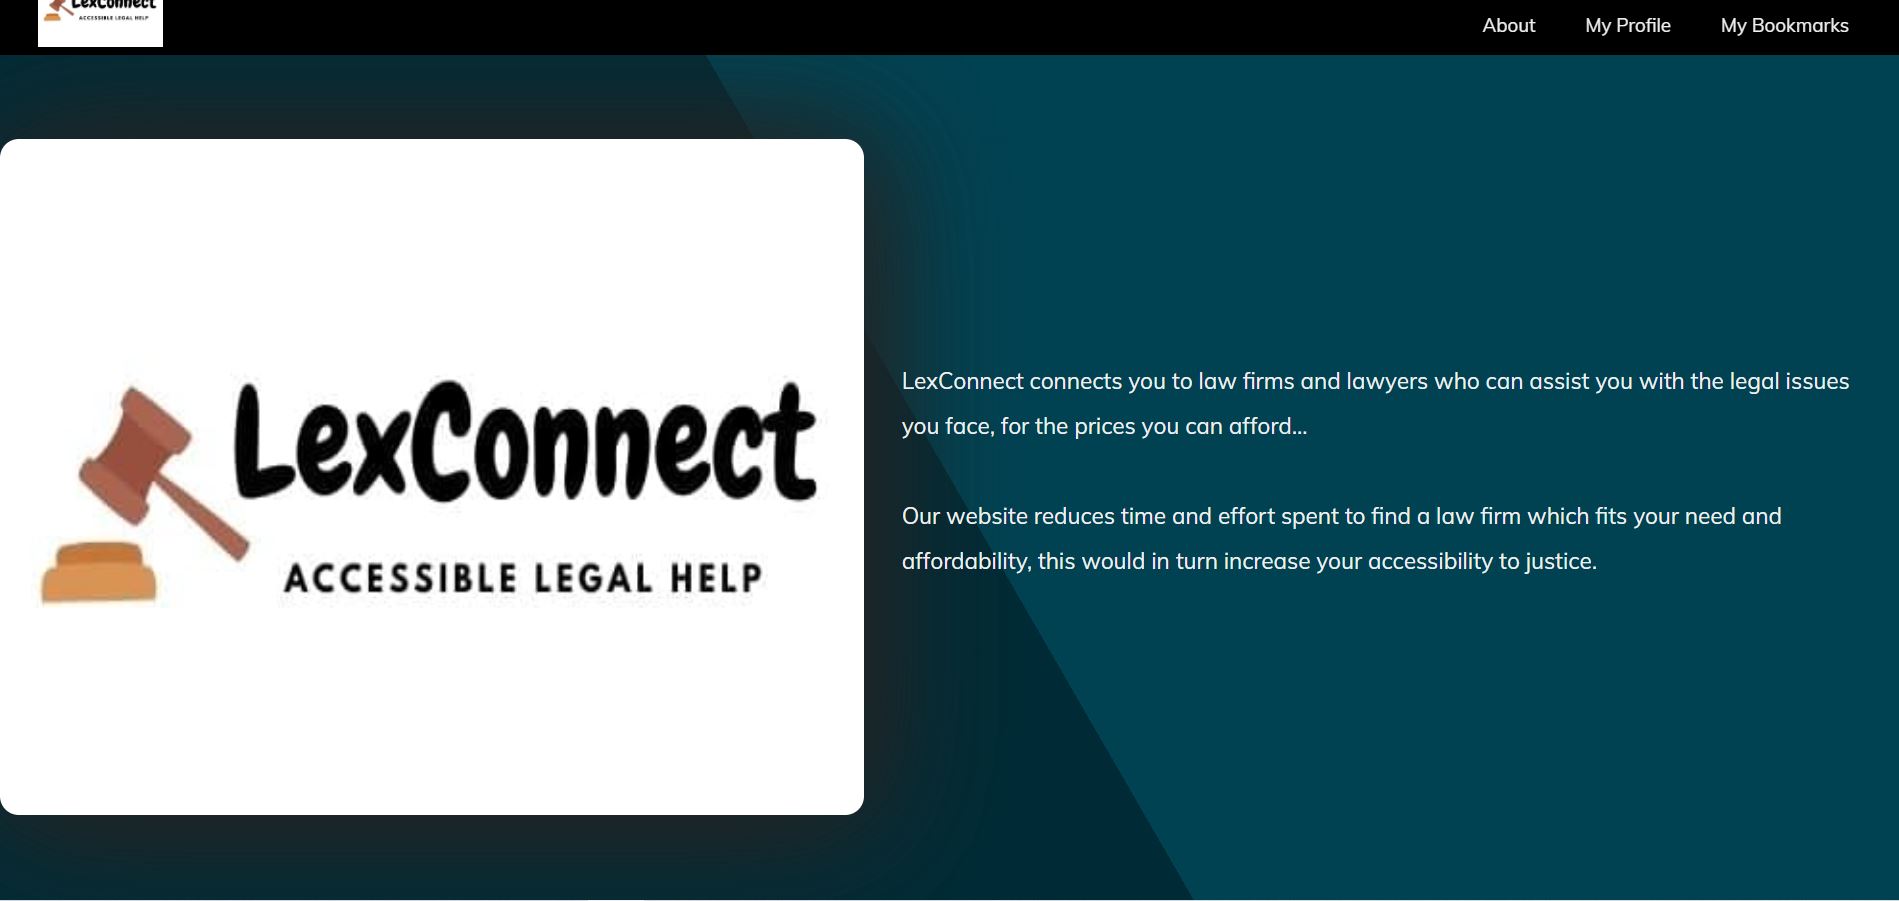 LexConnect
ACCESSIBLE LEGAL HELP
About My Profile My Bookmarks
LexConnect
ACCESSIBLE LEGAL HELP
LexConnect connects you to law firms and lawyers who can assist you with the legal issues
you face, for the prices you can afford...
Our website reduces time and effort spent to find a law firm which fits your need and
affordability, this would in turn increase your accessibility to justice.